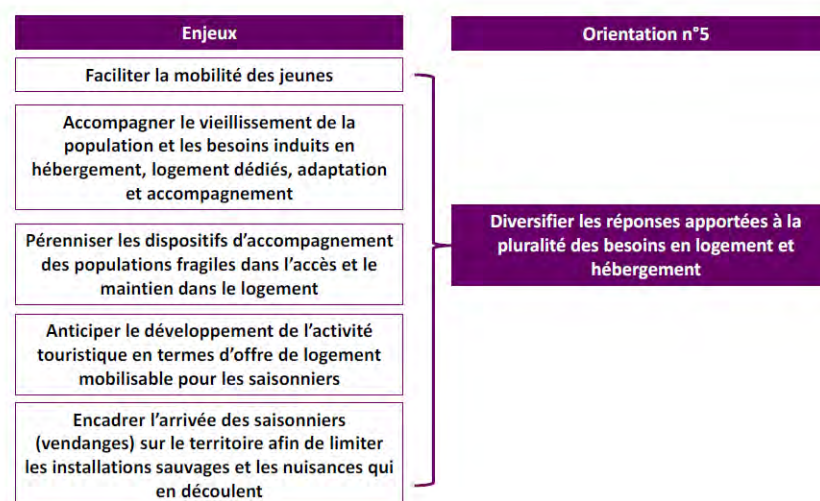 Enjeux
Orientation n°5
Faciliter la mobilité des jeunes
Accompagner le vieillissement de la
population et les besoins induits en
hébergement, logement dédiés, adaptation
et accompagnement
Pérenniser les dispositifs d'accompagnement
des populations fragiles dans l'accès et le
maintien dans le logement
Anticiper le développement de l'activité
touristique en termes d'offre de logement
mobilisable pour les saisonniers
Encadrer l'arrivée des saisonniers
(vendanges) sur le territoire afin de limiter
les installations sauvages et les nuisances qui
en découlent
Diversifier les réponses apportées à la
pluralité des besoins en logement et
hébergement